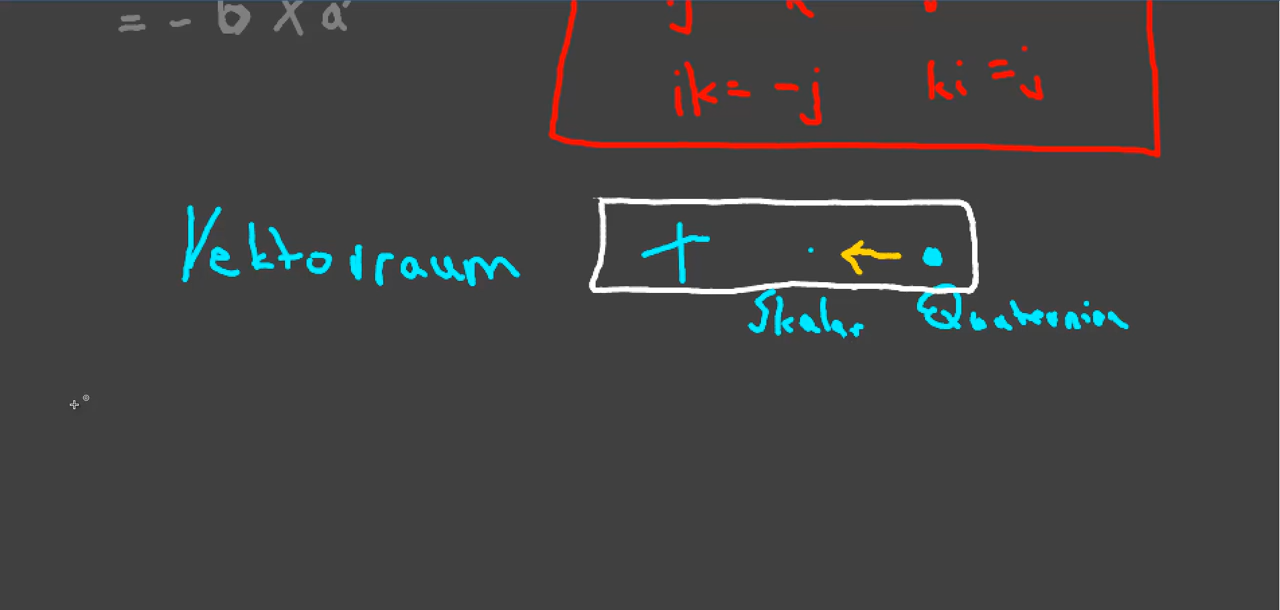 = - b × a
ik = -j ki = j
Vektorraum + · ← •
Skalar Quaternion